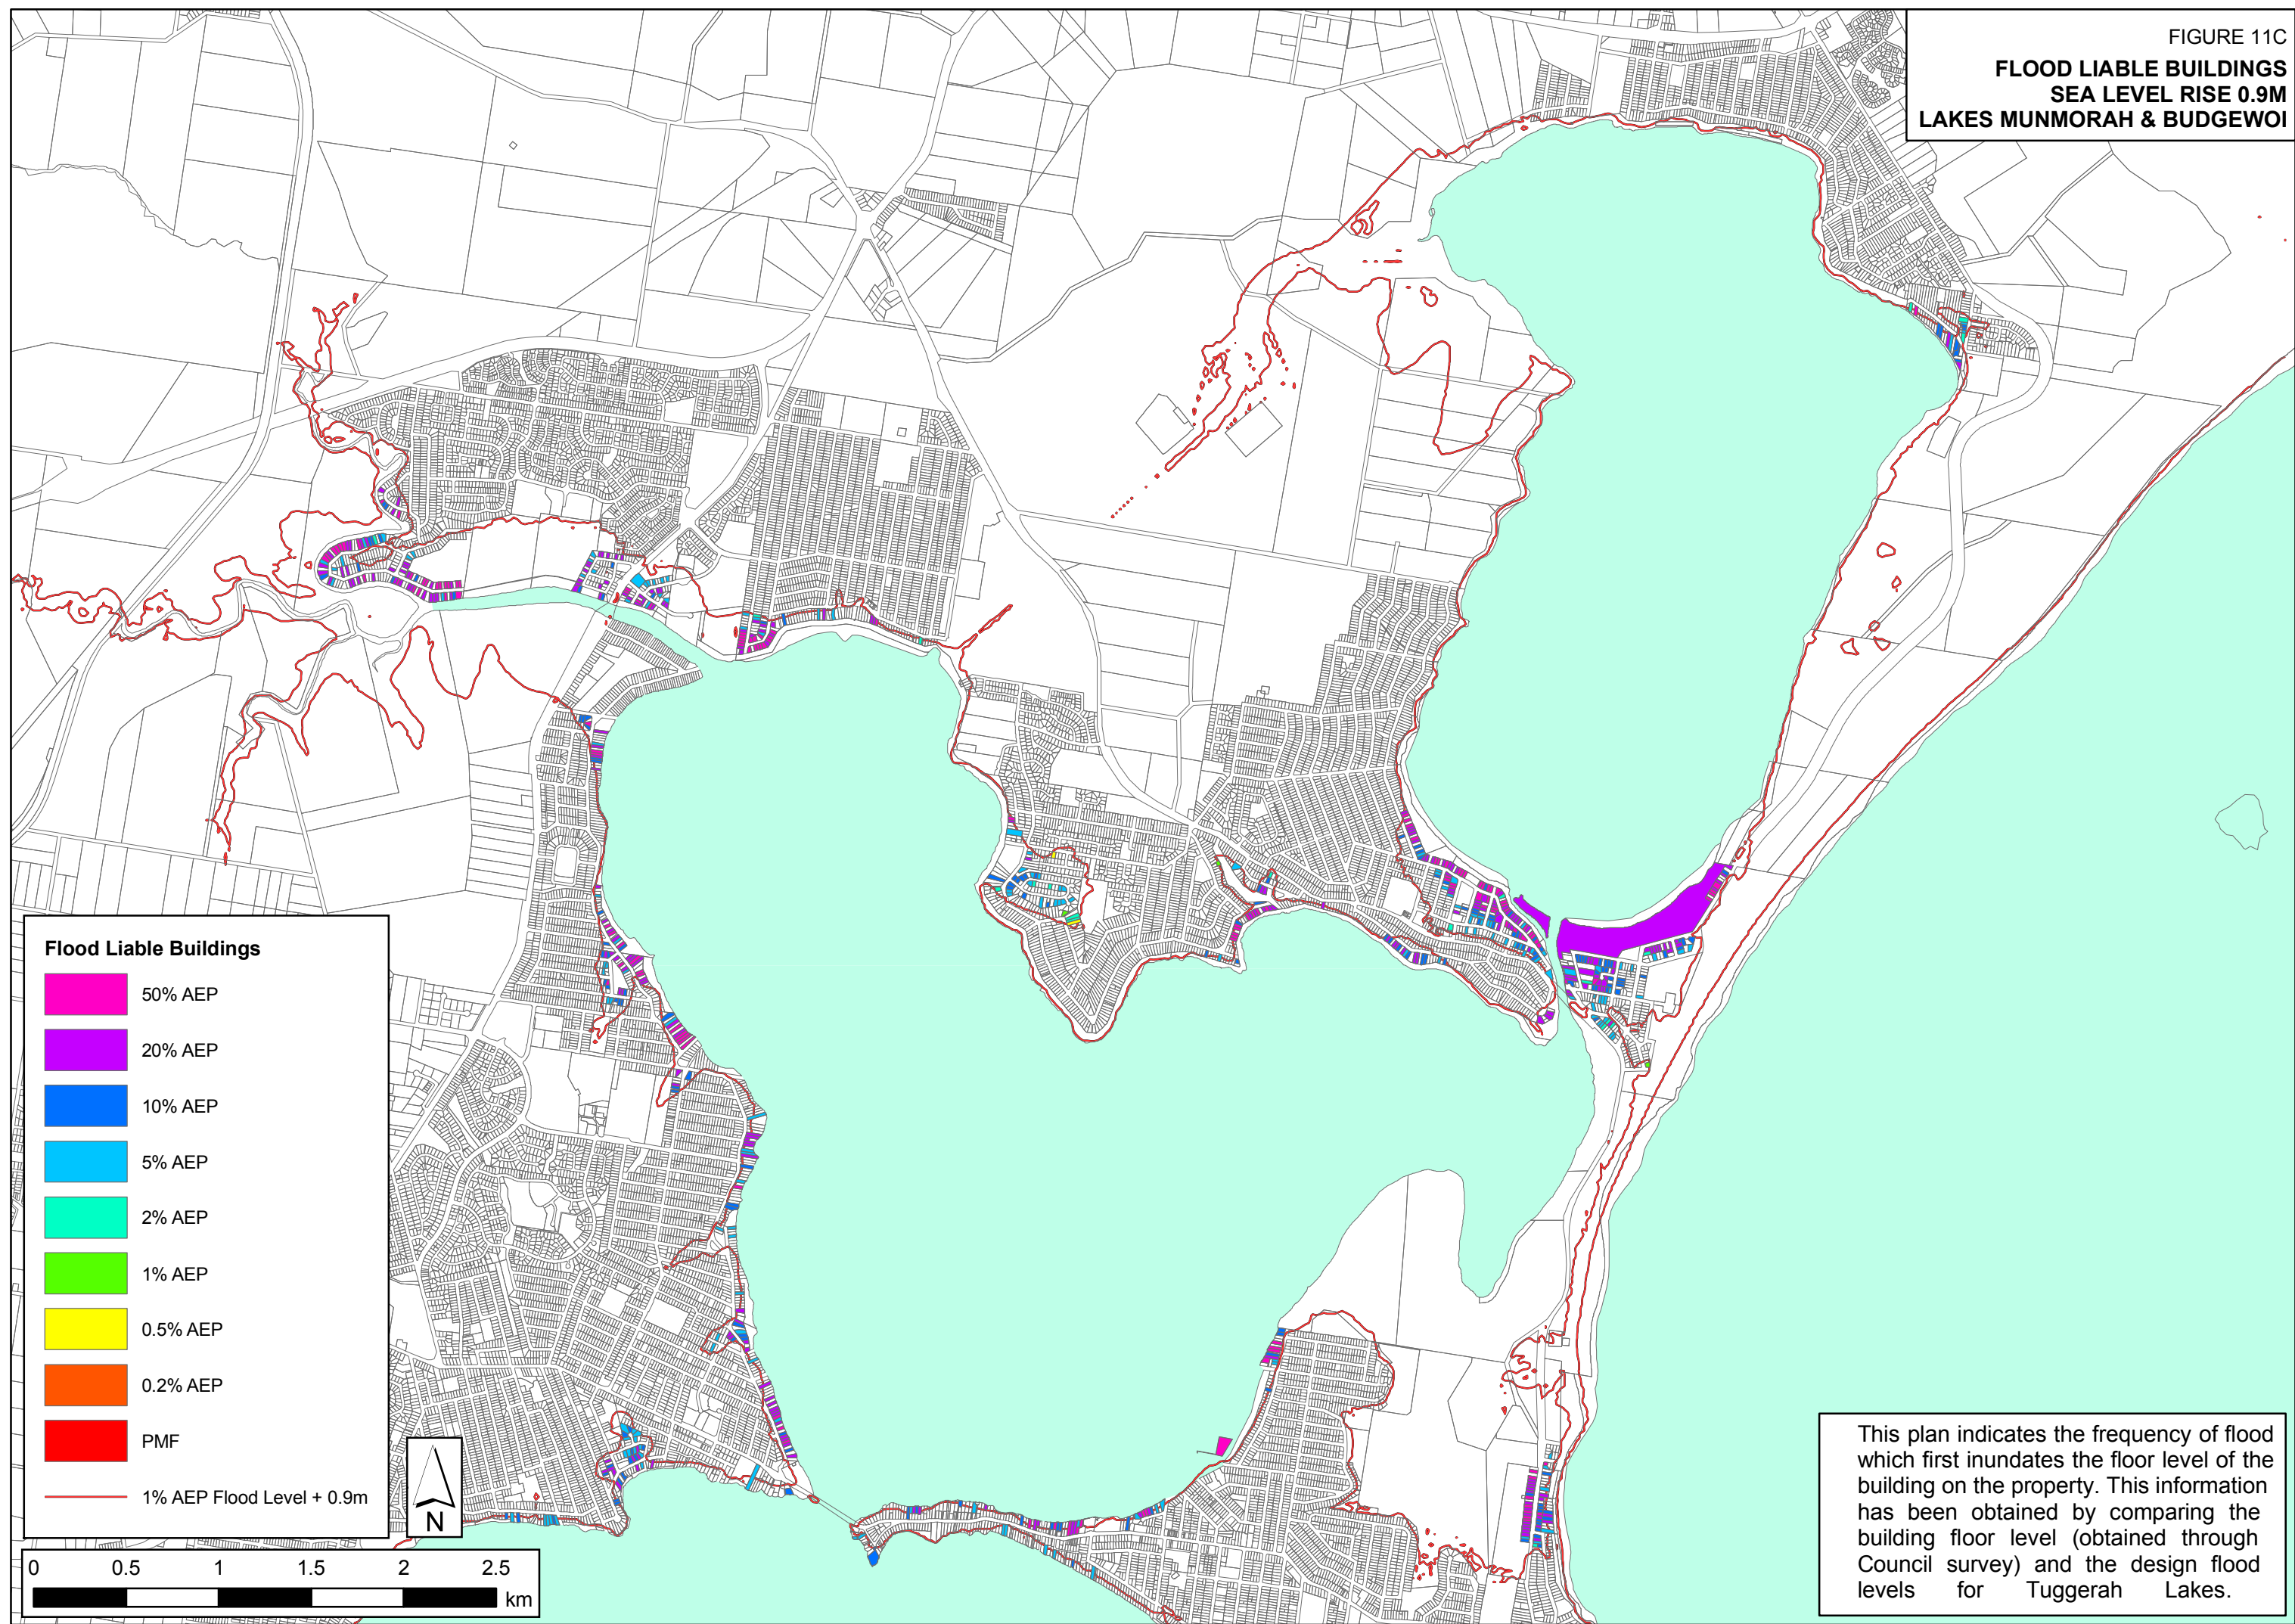 FIGURE 11C
FLOOD LIABLE BUILDINGS
SEA LEVEL RISE 0.9M
LAKES MUNMORAH & BUDGEWOI
Flood Liable Buildings
50% AEP
20% AEP
10% AEP
5% AEP
2% AEP
1% AEP
0.5% AEP
0.2% AEP
PMF
1% AEP Flood Level + 0.9m
N
0 0.5 1 1.5 2 2.5
km
This plan indicates the frequency of flood
which first inundates the floor level of the
building on the property. This information
has been obtained by comparing the
building floor level (obtained through
Council survey) and the design flood
levels for Tuggerah Lakes.